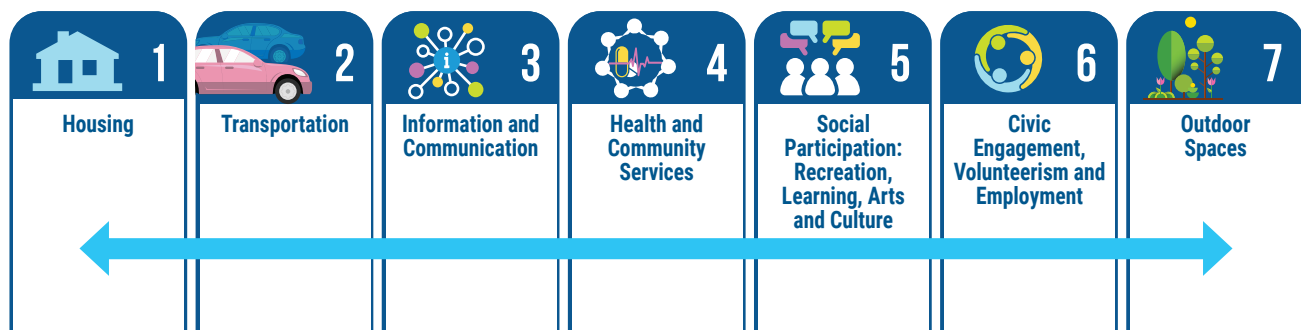 1
Housing
2
Transportation
3
Information and
Communication
4
Health and
Community
Services
5
Social
Participation:
Recreation,
Learning, Arts
and Culture
6
Civic
Engagement,
Volunteerism and
Employment
7
Outdoor
Spaces